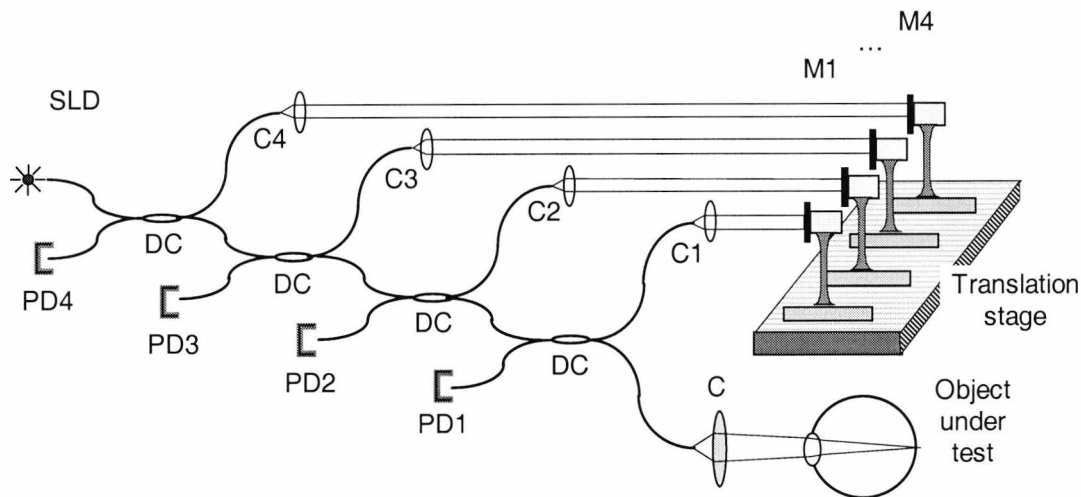 M4
...
M1
SLD
C4
C3
C2
C1
DC
PD4
DC
PD3
DC
PD2
DC
PD1
Translation
stage
C
Object
under
test